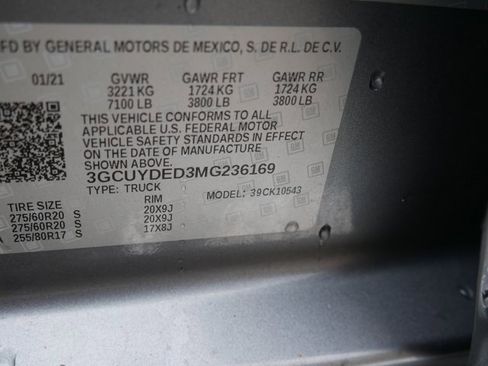 MFD BY GENERAL MOTORS DE MEXICO, S. DE R.L. DE C.V.
01/21 GVWR GAWR FRT GAWR RR
3221 KG 1724 KG 1724 KG
7100 LB 3800 LB 3800 LB
THIS VEHICLE CONFORMS TO ALL
APPLICABLE U.S. FEDERAL MOTOR
VEHICLE SAFETY STANDARDS IN EFFECT
ON THE DATE OF MANUFACTURE
SHOWN ABOVE.
3GCUYDED3MG236169
TYPE: TRUCK MODEL: 39CK10543
TIRE SIZE RIM
275/60R20 S 20X9J
275/60R20 S 20X9J
255/80R17 S 17X8J